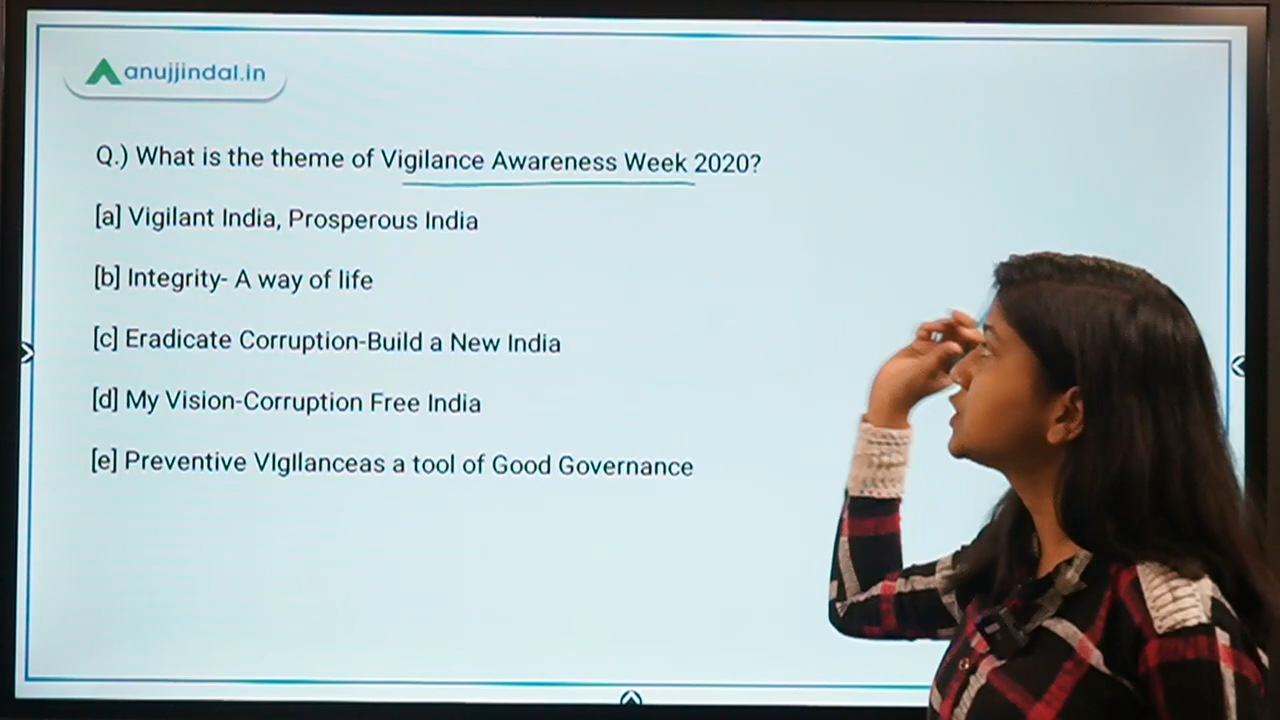 anujjindal.in
Q.) What is the theme of Vigilance Awareness Week 2020?
[a] Vigilant India, Prosperous India
[b] Integrity- A way of life
[c] Eradicate Corruption-Build a New India
[d] My Vision-Corruption Free India
[e] Preventive VIgIlanceas a tool of Good Governance